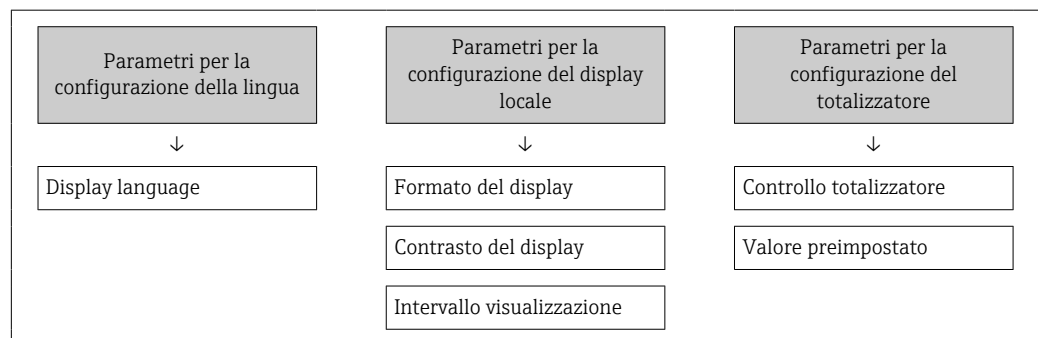 Parametri per la
configurazione della lingua
↓
Display language
Parametri per la
configurazione del display
locale
↓
Formato del display
Contrasto del display
Intervallo visualizzazione
Parametri per la
configurazione del
totalizzatore
↓
Controllo totalizzatore
Valore preimpostato